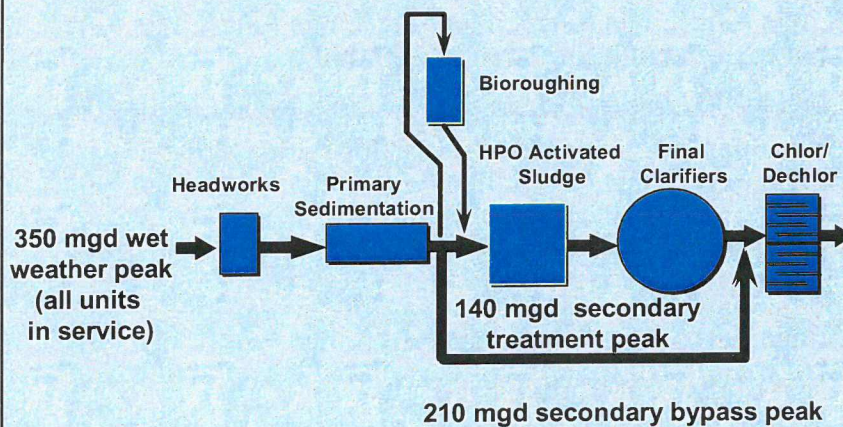 Bioroughing
HPO Activated
Sludge
Final
Clarifiers
Chlor/
Dechlor
Headworks
Primary
Sedimentation
350 mgd wet
weather peak
(all units
in service)
140 mgd secondary
treatment peak
210 mgd secondary bypass peak